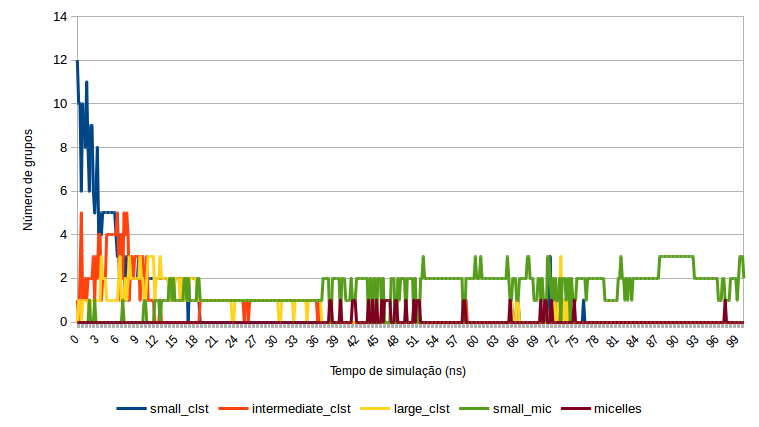 14
12
10
8
6
4
2
0
Número de grupos
0 3 6 9 12 15 18 21 24 27 30 33 36 39 42 45 48 51 54 57 60 63 66 69 72 75 78 81 84 87 90 93 96 99
Tempo de simulação (ns)
small_clst intermediate_clst large_clst small_mic micelles